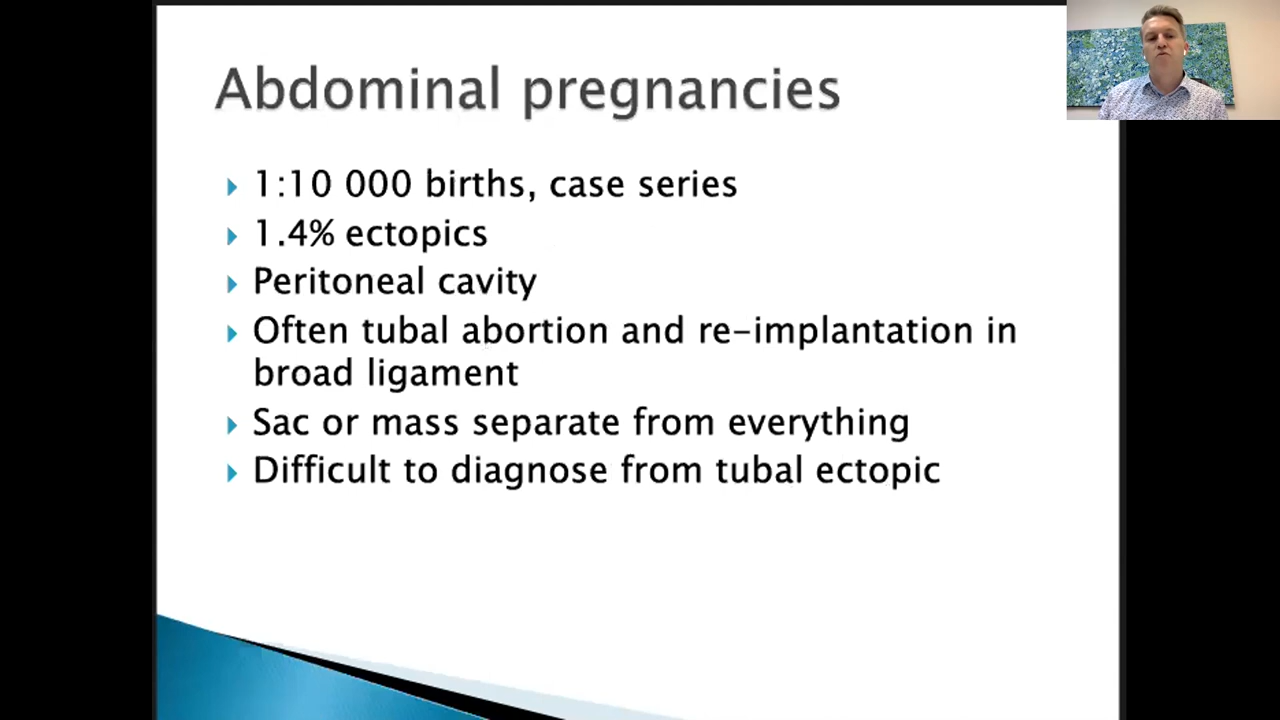 Abdominal pregnancies
1:10 000 births, case series
1.4% ectopics
Peritoneal cavity
Often tubal abortion and re-implantation in
broad ligament
Sac or mass separate from everything
Difficult to diagnose from tubal ectopic